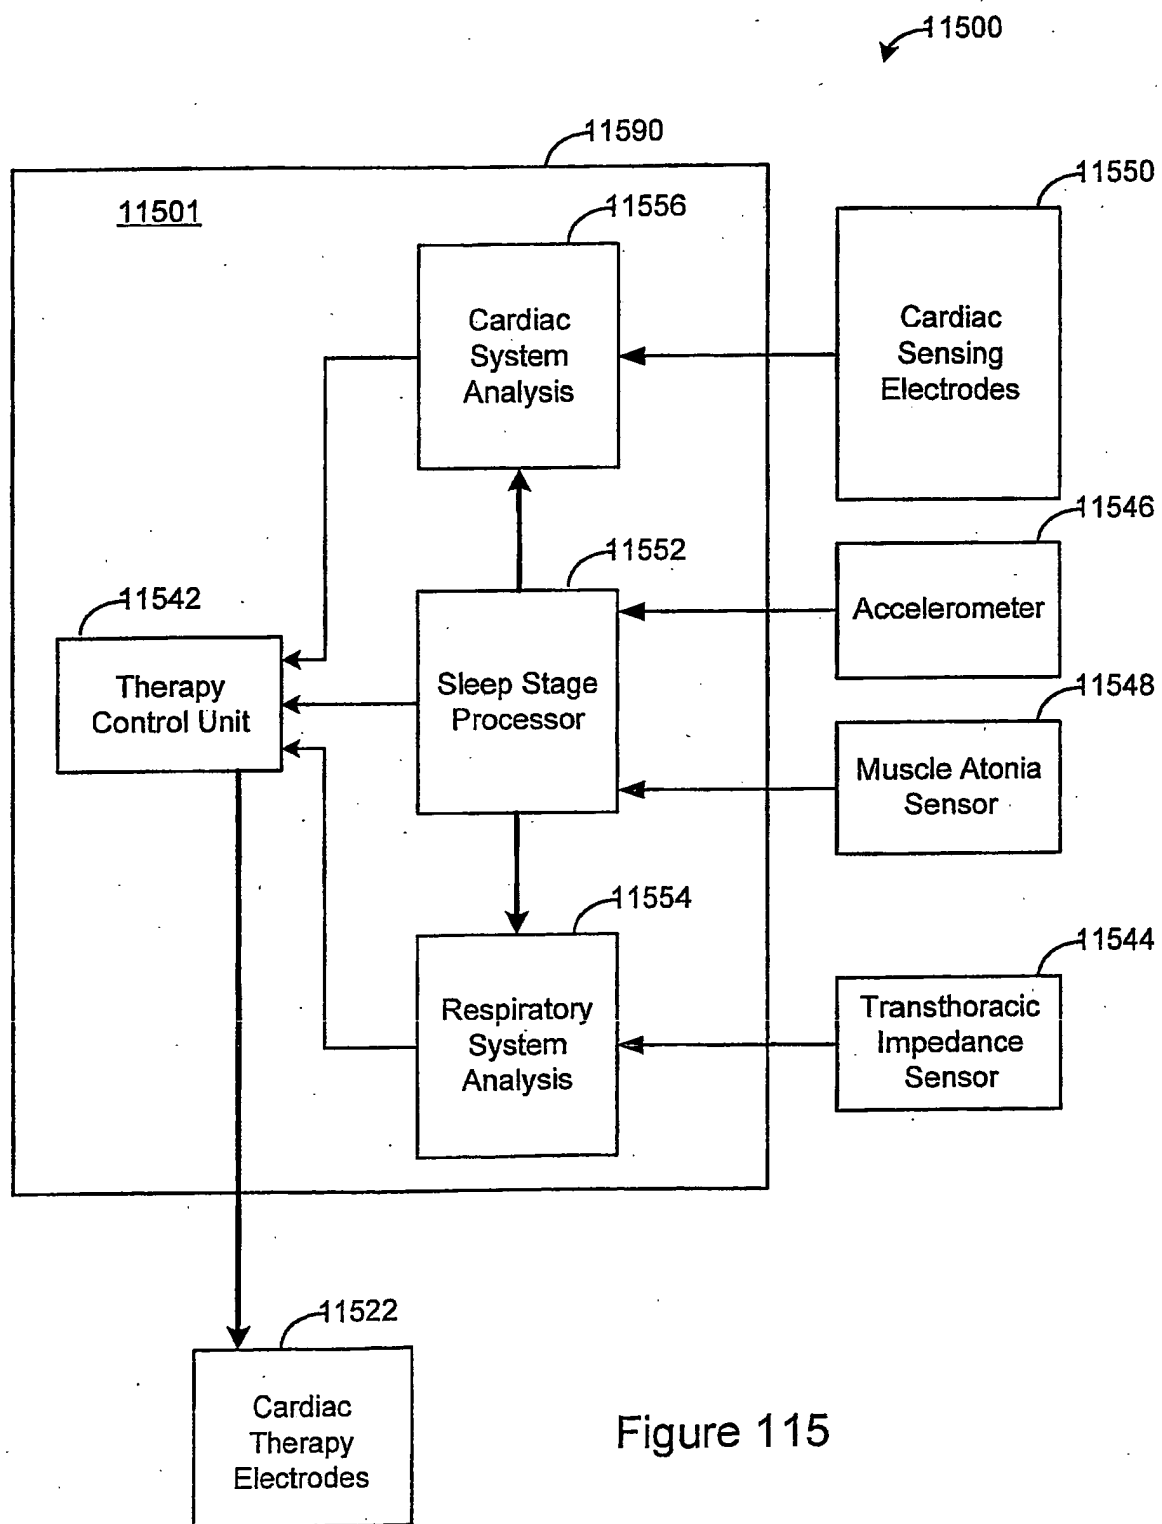 11500
11590
11550
11501
11556
Cardiac
System
Analysis
Cardiac
Sensing
Electrodes
11546
Accelerometer
11552
11542
Therapy
Control Unit
Sleep Stage
Processor
11548
Muscle Atonia
Sensor
11554
Respiratory
System
Analysis
11544
Transthoracic
Impedance
Sensor
11522
Cardiac
Therapy
Electrodes
Figure 115